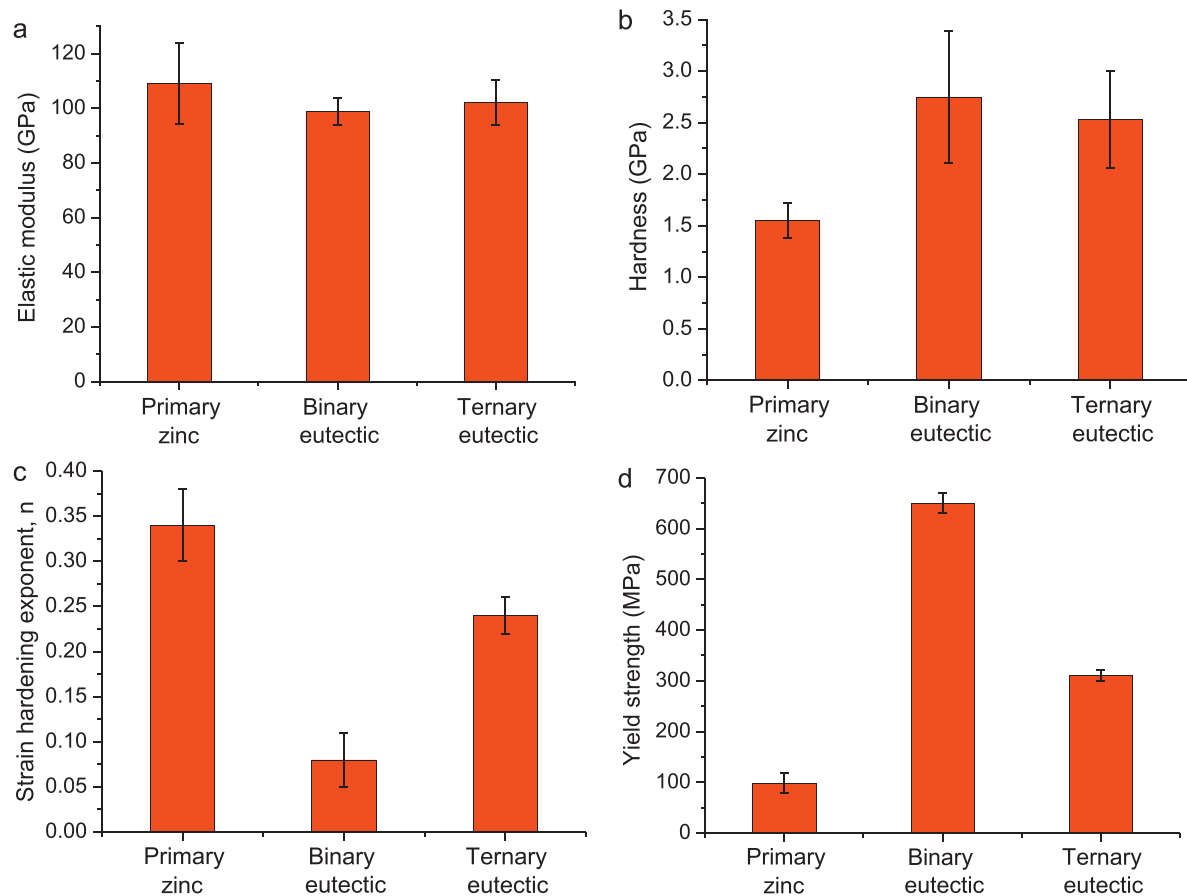 a
Elastic modulus (GPa)
120
100
80
60
40
20
0
Primary
zinc
Binary
eutectic
Ternary
eutectic
b
Hardness (GPa)
3.5
3.0
2.5
2.0
1.5
1.0
0.5
0.0
Primary
zinc
Binary
eutectic
Ternary
eutectic
c
Strain hardening exponent, n
0.40
0.35
0.30
0.25
0.20
0.15
0.10
0.05
0.00
Primary
zinc
Binary
eutectic
Ternary
eutectic
d
Yield strength (MPa)
700
600
500
400
300
200
100
0
Primary
zinc
Binary
eutectic
Ternary
eutectic